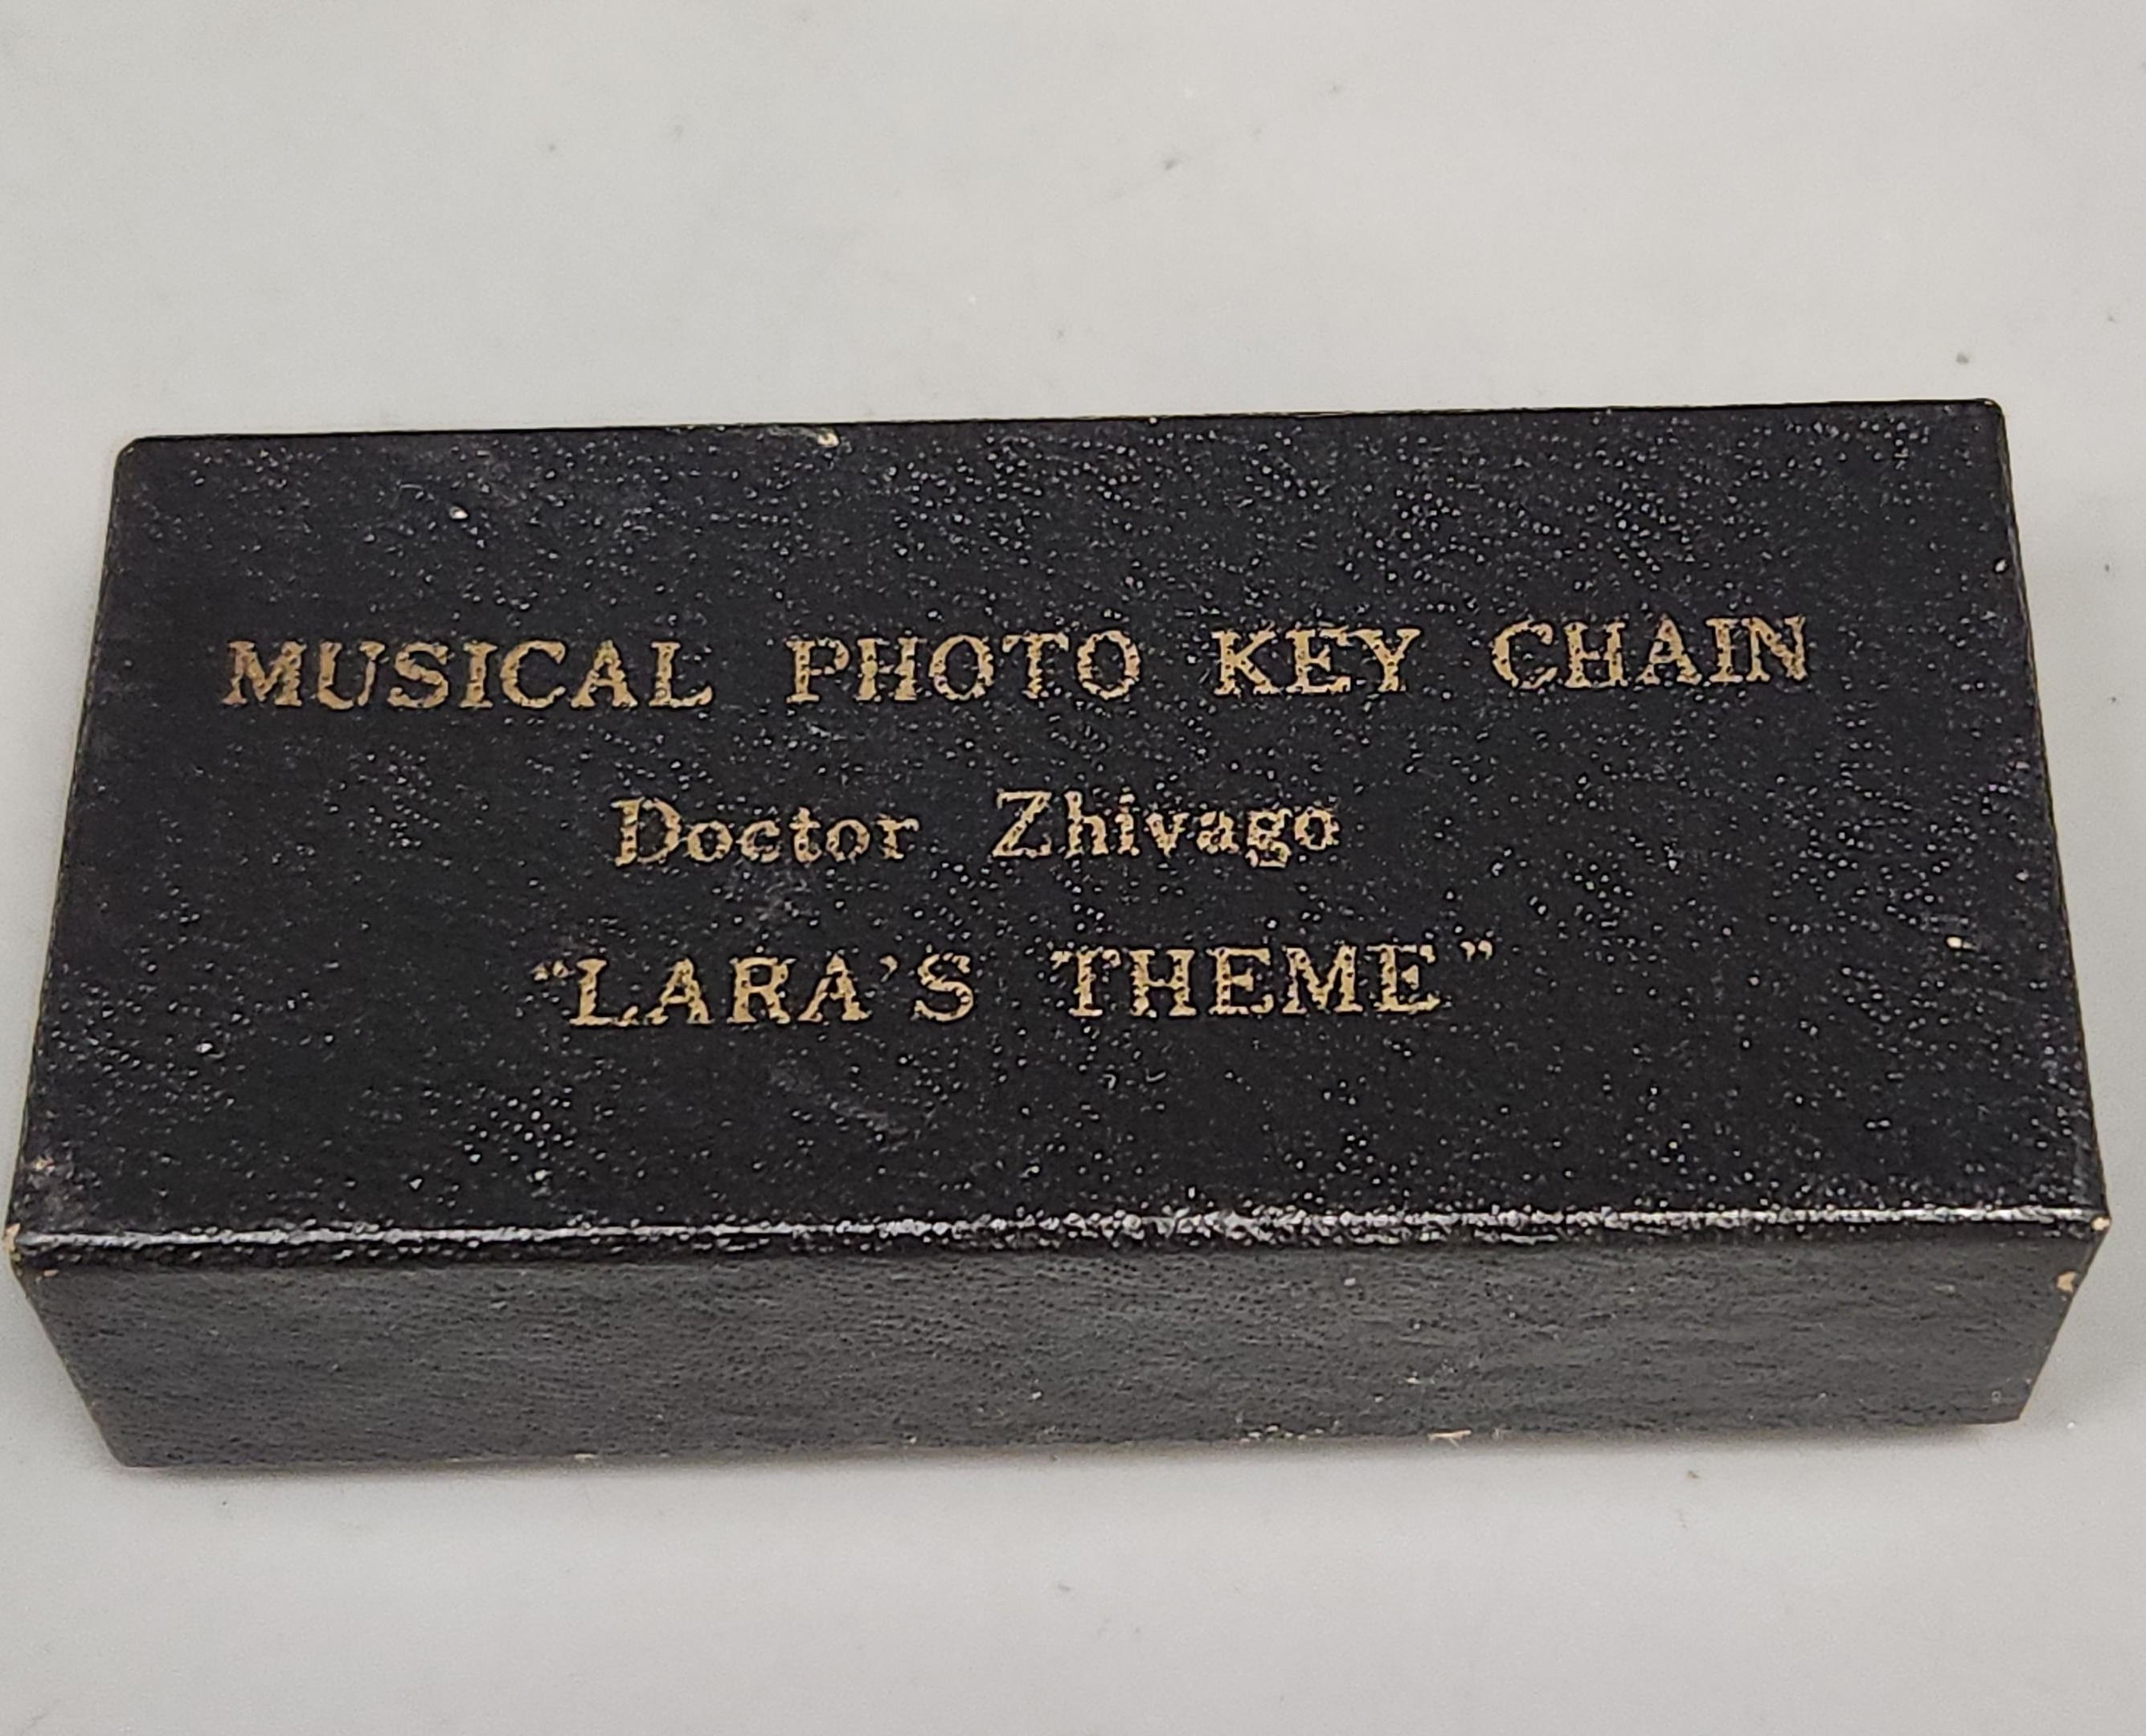 MUSICAL PHOTO KEY CHAIN
Doctor Zhivago
“LARA’S THEME”